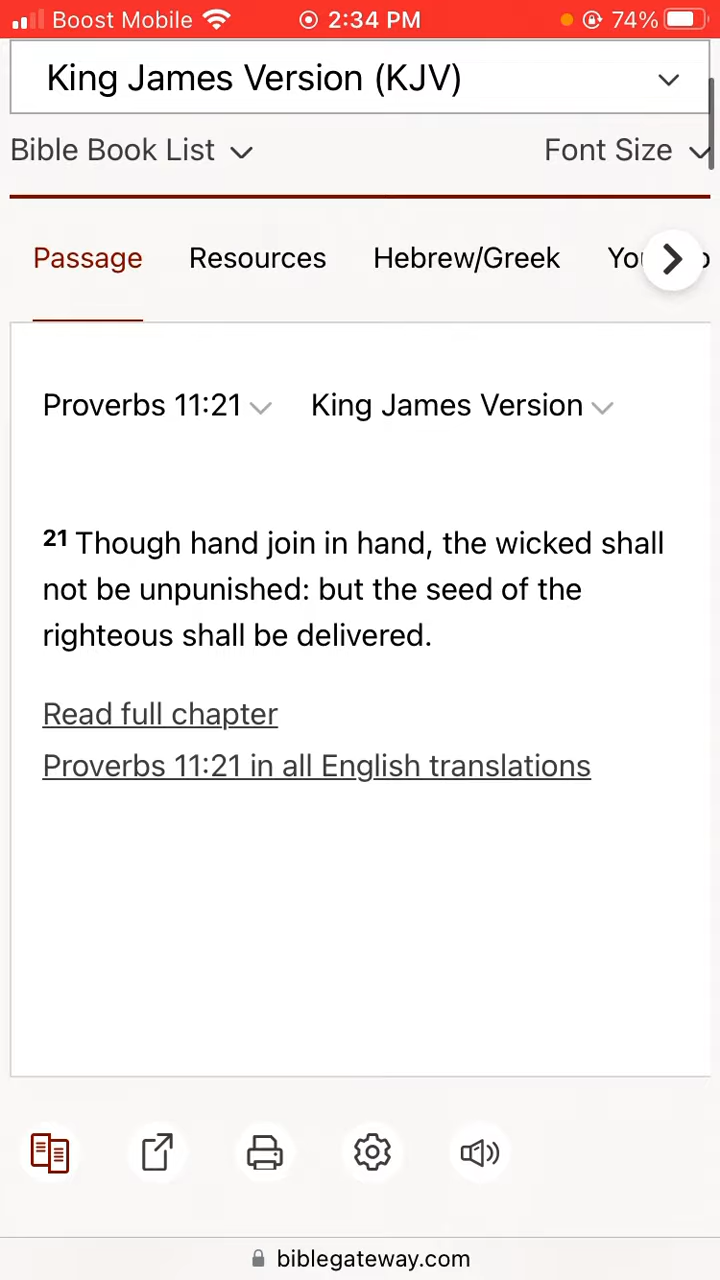 Boost Mobile 2:34 PM 74%
King James Version (KJV)
Bible Book List Font Size
Passage Resources Hebrew/Greek
Proverbs 11:21 King James Version
21 Though hand join in hand, the wicked shall
not be unpunished: but the seed of the
righteous shall be delivered.
Read full chapter
Proverbs 11:21 in all English translations
biblegateway.com